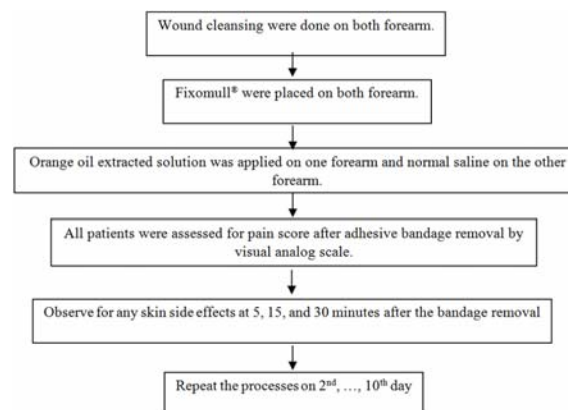 Wound cleansing were done on both forearm.
Fixomull® were placed on both forearm.
Orange oil extracted solution was applied on one forearm and normal saline on the other
forearm.
All patients were assessed for pain score after adhesive bandage removal by
visual analog scale.
Observe for any skin side effects at 5, 15, and 30 minutes after the bandage removal
Repeat the processes on 2nd, …, 10th day